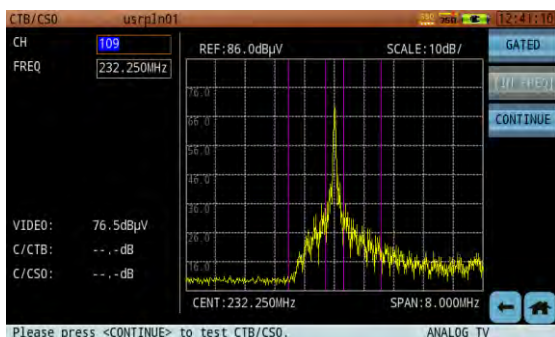 CTB/CSO usrpIn01 12:41:10
CH 109
FREQ 232.250MHz
REF:86.0dBµV SCALE:10dB/
76.0
66.0
56.0
46.0
36.0
26.0
16.0
VIDEO: 76.5dBµV
C/CTB: --.-dB
C/CSO: --.-dB
CENT:232.250MHz SPAN:8.000MHz
GATED
CONTINUE
Please press <CONTINUE> to test CTB/CSO. ANALOG TV